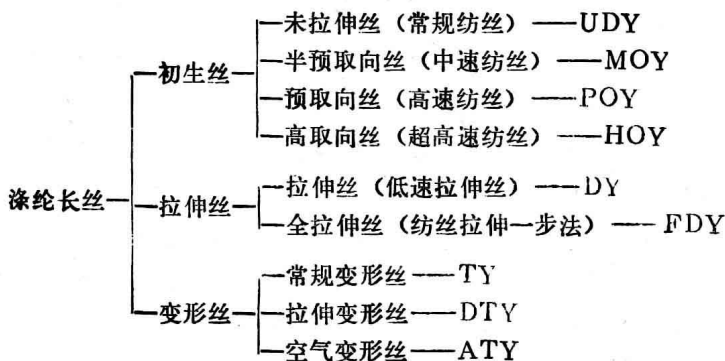 未拉伸丝（常规纺丝）——UDY
初生丝
半预取向丝（中速纺丝）——MOY
预取向丝（高速纺丝）——POY
高取向丝（超高速纺丝）——HOY
涤纶长丝
拉伸丝
拉伸丝（低速拉伸丝）——DY
全拉伸丝（纺丝拉伸一步法）——FDY
变形丝
常规变形丝——TY
拉伸变形丝——DTY
空气变形丝——ATY